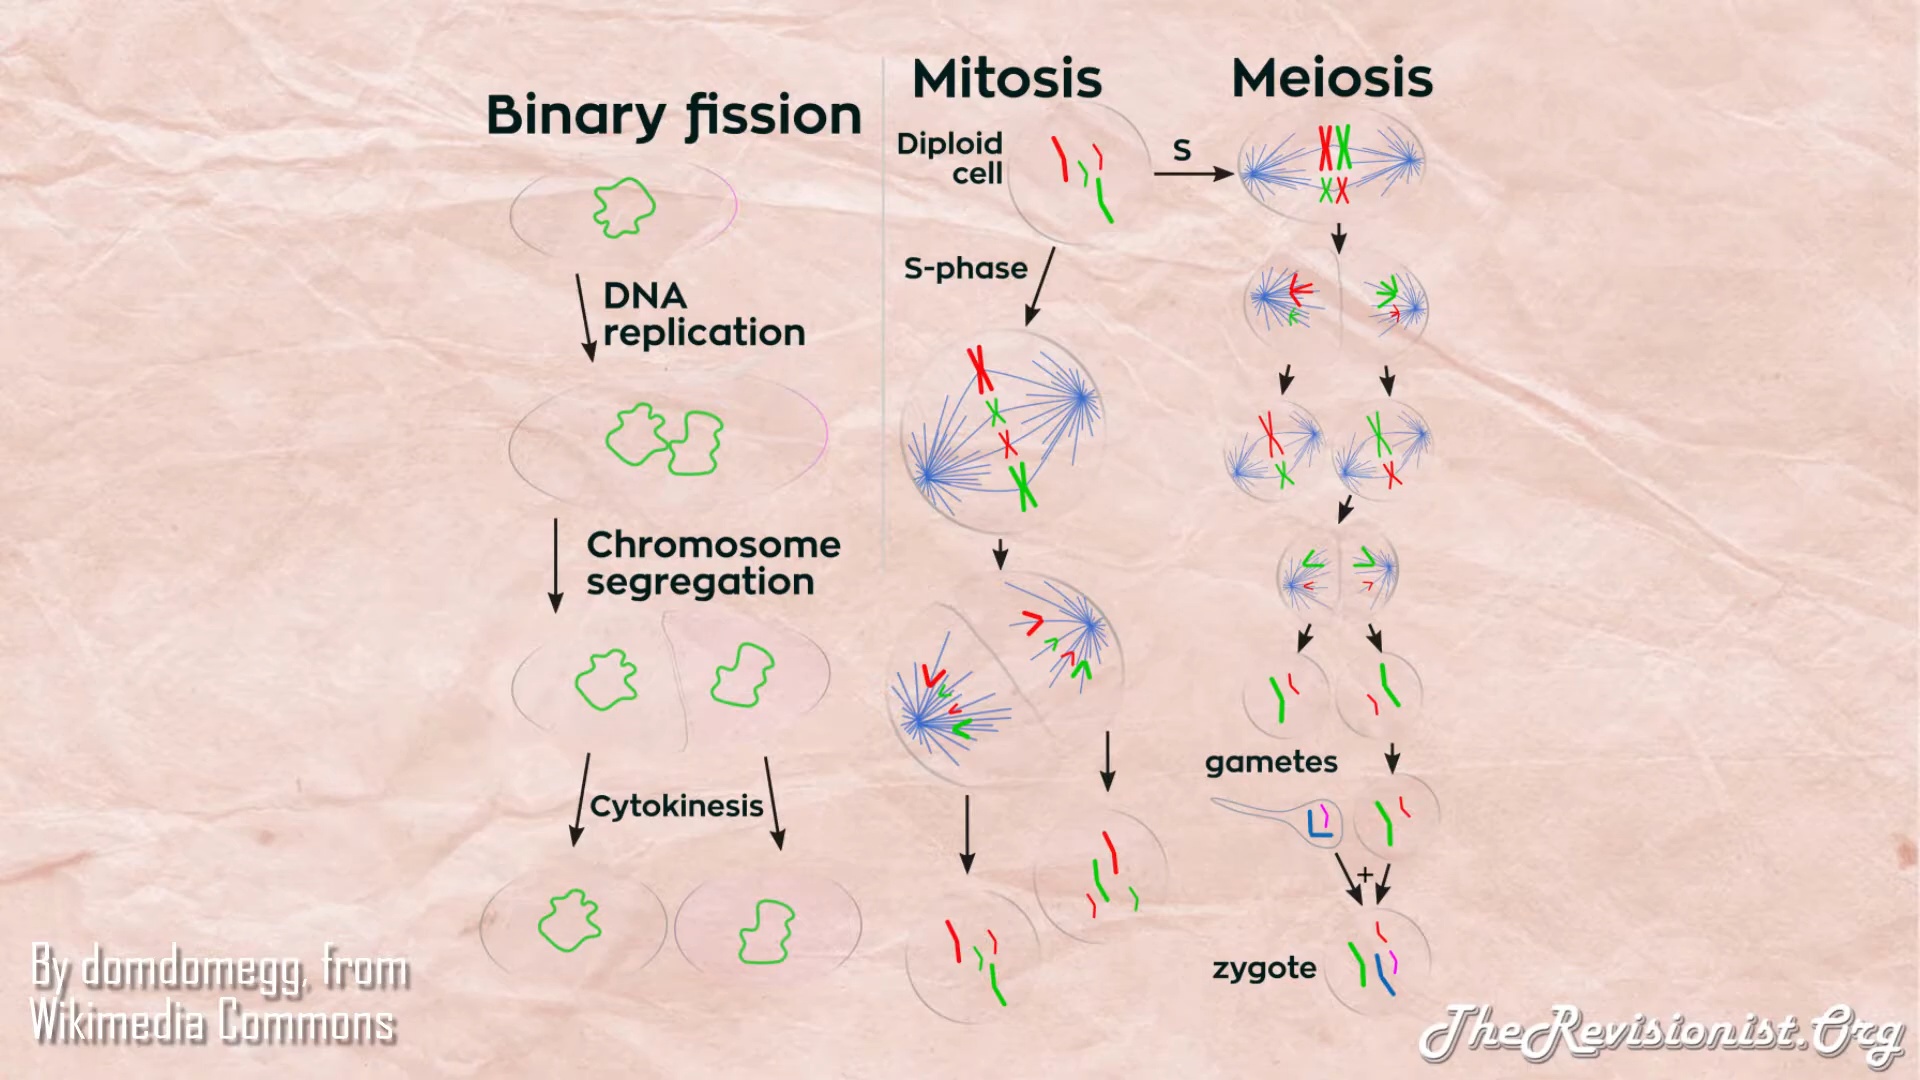 Binary fission
DNA
replication
Chromosome
segregation
Cytokinesis
Mitosis
Diploid
cell
S
S-phase
Meiosis
gametes
+
zygote
By domdomegg, from
Wikimedia Commons
TheRevisionist.Org